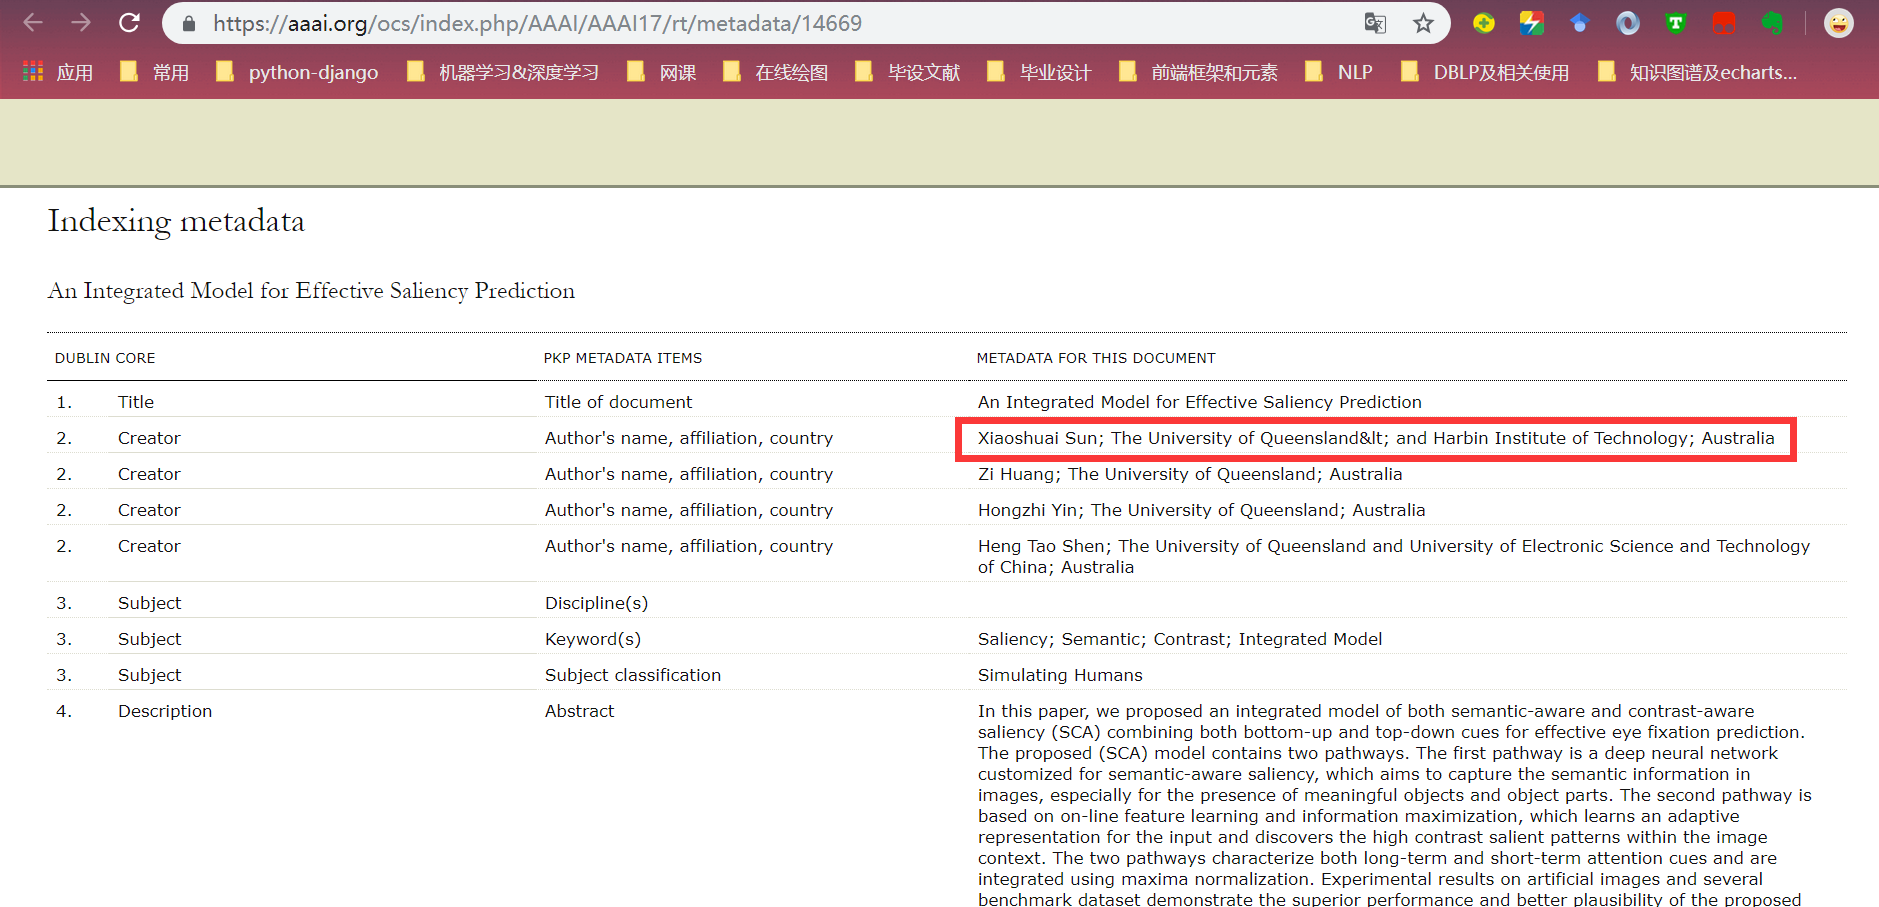 https://aaai.org/ocs/index.php/AAAI/AAAI17/rt/metadata/14669
应用 常用 python-django 机器学习&深度学习 网课 在线绘图 毕设文献 毕业设计 前端框架和元素 NLP DBLP及相关使用 知识图谱及echarts...
Indexing metadata
An Integrated Model for Effective Saliency Prediction
DUBLIN CORE PKP METADATA ITEMS METADATA FOR THIS DOCUMENT
1. Title Title of document An Integrated Model for Effective Saliency Prediction
2. Creator Author's name, affiliation, country Xiaoshuai Sun; The University of Queensland&lt; and Harbin Institute of Technology; Australia
2. Creator Author's name, affiliation, country Zi Huang; The University of Queensland; Australia
2. Creator Author's name, affiliation, country Hongzhi Yin; The University of Queensland; Australia
2. Creator Author's name, affiliation, country Heng Tao Shen; The University of Queensland and University of Electronic Science and Technology
of China; Australia
3. Subject Discipline(s)
3. Subject Keyword(s) Saliency; Semantic; Contrast; Integrated Model
3. Subject Subject classification Simulating Humans
4. Description Abstract In this paper, we proposed an integrated model of both semantic-aware and contrast-aware
saliency (SCA) combining both bottom-up and top-down cues for effective eye fixation prediction.
The proposed (SCA) model contains two pathways. The first pathway is a deep neural network
customized for semantic-aware saliency, which aims to capture the semantic information in
images, especially for the presence of meaningful objects and object parts. The second pathway is
based on on-line feature learning and information maximization, which learns an adaptive
representation for the input and discovers the high contrast salient patterns within the image
context. The two pathways characterize both long-term and short-term attention cues and are
integrated using maxima normalization. Experimental results on artificial images and several
benchmark dataset demonstrate the superior performance and better plausibility of the proposed